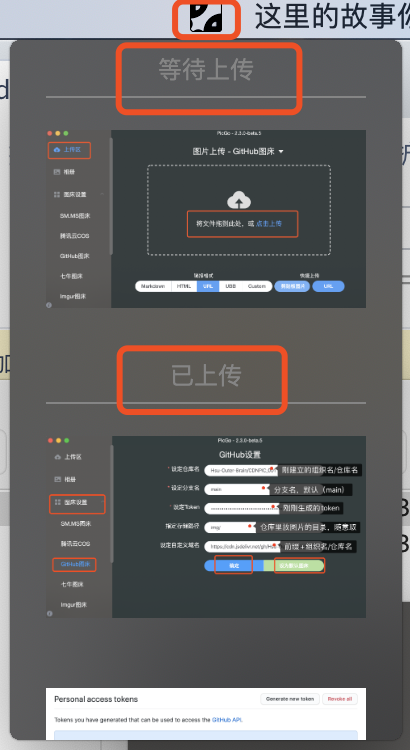 这里的故事你
等待上传
PicGo - 2.3.0-beta.5
上传区
图片上传 - GitHub图床
相册
图床设置
SM.MS图床
将文件拖到此处，或 点击上传
腾讯云COS
GitHub图床
七牛图床
链接格式
快捷上传
Markdown HTML URL UBB Custom
剪贴板图片 URL
Imgur图床
已上传
PicGo - 2.3.0-beta.5
GitHub设置
上传区
* 设定仓库名
刚建立的组织名/仓库名
相册
* 设定分支名 main
分支名，默认（main）
图床设置
* 设定Token
刚刚生成的token
SM.MS图床
指定存储路径 img/
仓库里放图片的目录，随意取
腾讯云COS
设定自定义域名
前缀+组织名/仓库名
GitHub图床
确定
设为默认图床
七牛图床
Imgur图床
Personal access tokens
Generate new token Revoke all
Tokens you have generated that can be used to access the GitHub API.